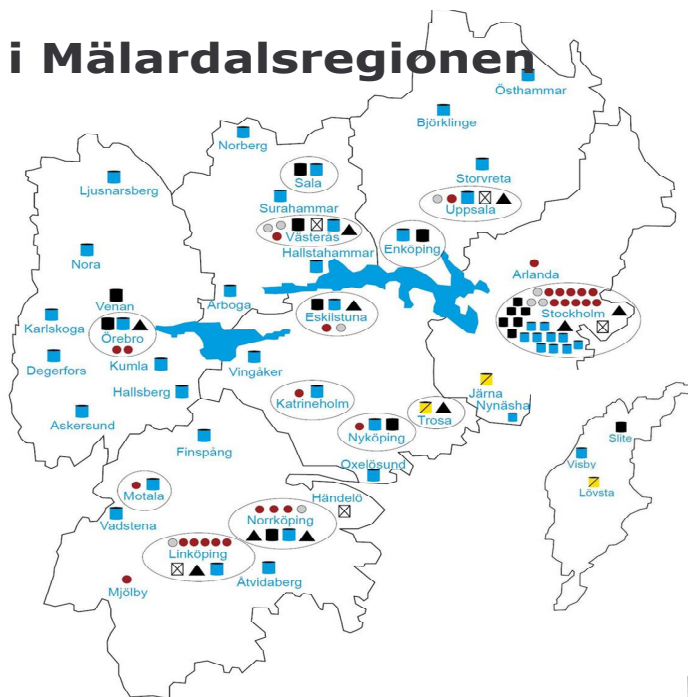 i Mälardalsregionen
Östhammar
Björklinge
Norberg
Storvreta
Ljusnarsberg
Sala
Surahammar
Uppsala
Västerås
Enköping
Nora
Hallstahammar
Arlanda
Arboga
Venan
Stockholm
Karlskoga
Eskilstuna
Örebro
Degerfors
Kumla
Vingåker
Hallsberg
Järna
Katrineholm
Nynäsha
Askersund
Trosa
Nyköping
Slite
Finspång
Visby
Oxelösund
Lövsta
Motala
Händelö
Vadstena
Norrköping
Linköping
Åtvidaberg
Mjölby